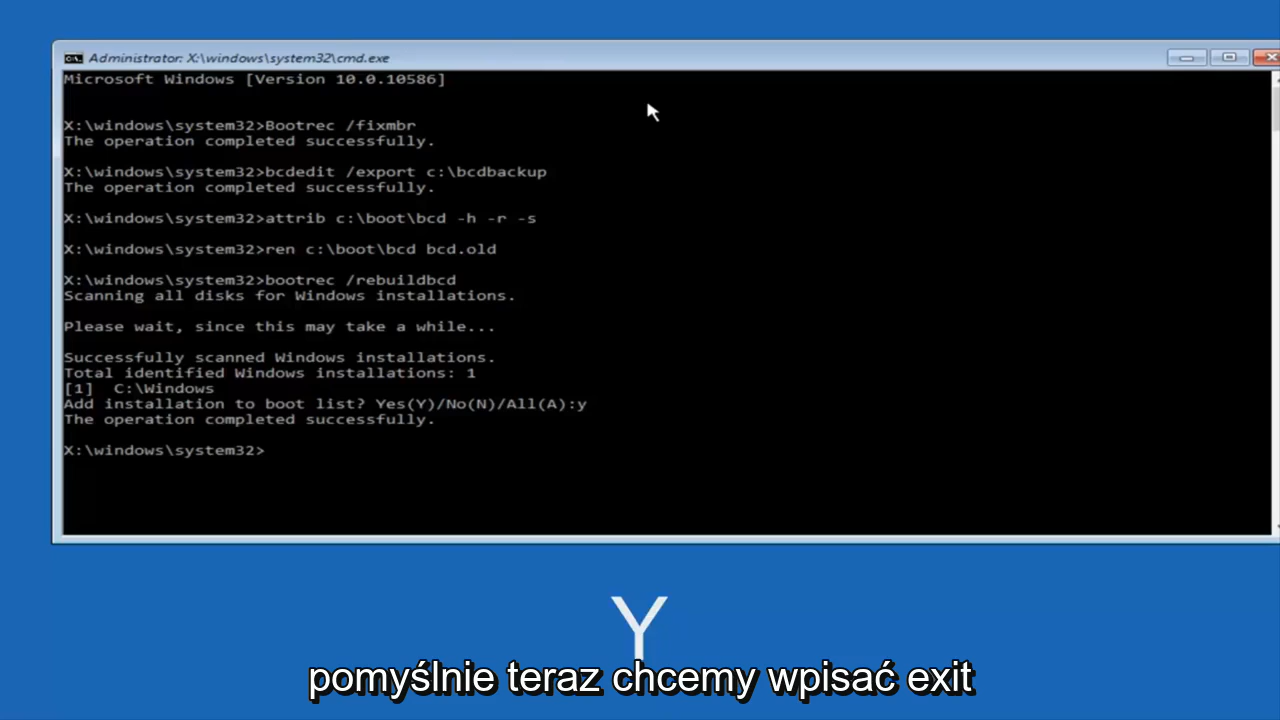 Administrator: X:\windows\system32\cmd.exe
Microsoft Windows [Version 10.0.10586]
X:\windows\system32>Bootrec /fixmbr
The operation completed successfully.
X:\windows\system32>bcdedit /export c:\bcdbackup
The operation completed successfully.
X:\windows\system32>attrib c:\boot\bcd -h -r -s
X:\windows\system32>ren c:\boot\bcd bcd.old
X:\windows\system32>bootrec /rebuildbcd
Scanning all disks for Windows installations.
Please wait, since this may take a while...
Successfully scanned Windows installations.
Total identified Windows installations: 1
[1]  C:\Windows
Add installation to boot list? Yes(Y)/No(N)/All(A):y
The operation completed successfully.
X:\windows\system32>
Y
pomyślnie teraz chcemy wpisać exit